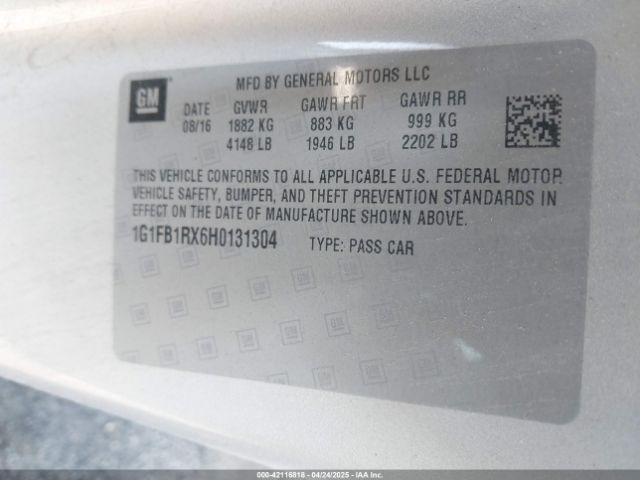 GM
MFD BY GENERAL MOTORS LLC
DATE GVWR GAWR FRT GAWR RR
08/16 1882 KG 883 KG 999 KG
4148 LB 1946 LB 2202 LB
THIS VEHICLE CONFORMS TO ALL APPLICABLE U.S. FEDERAL MOTOR
VEHICLE SAFETY, BUMPER, AND THEFT PREVENTION STANDARDS IN
EFFECT ON THE DATE OF MANUFACTURE SHOWN ABOVE.
1G1FB1RX6H0131304 TYPE: PASS CAR
000-42116818 - 04/24/2025 - IAAI.COM